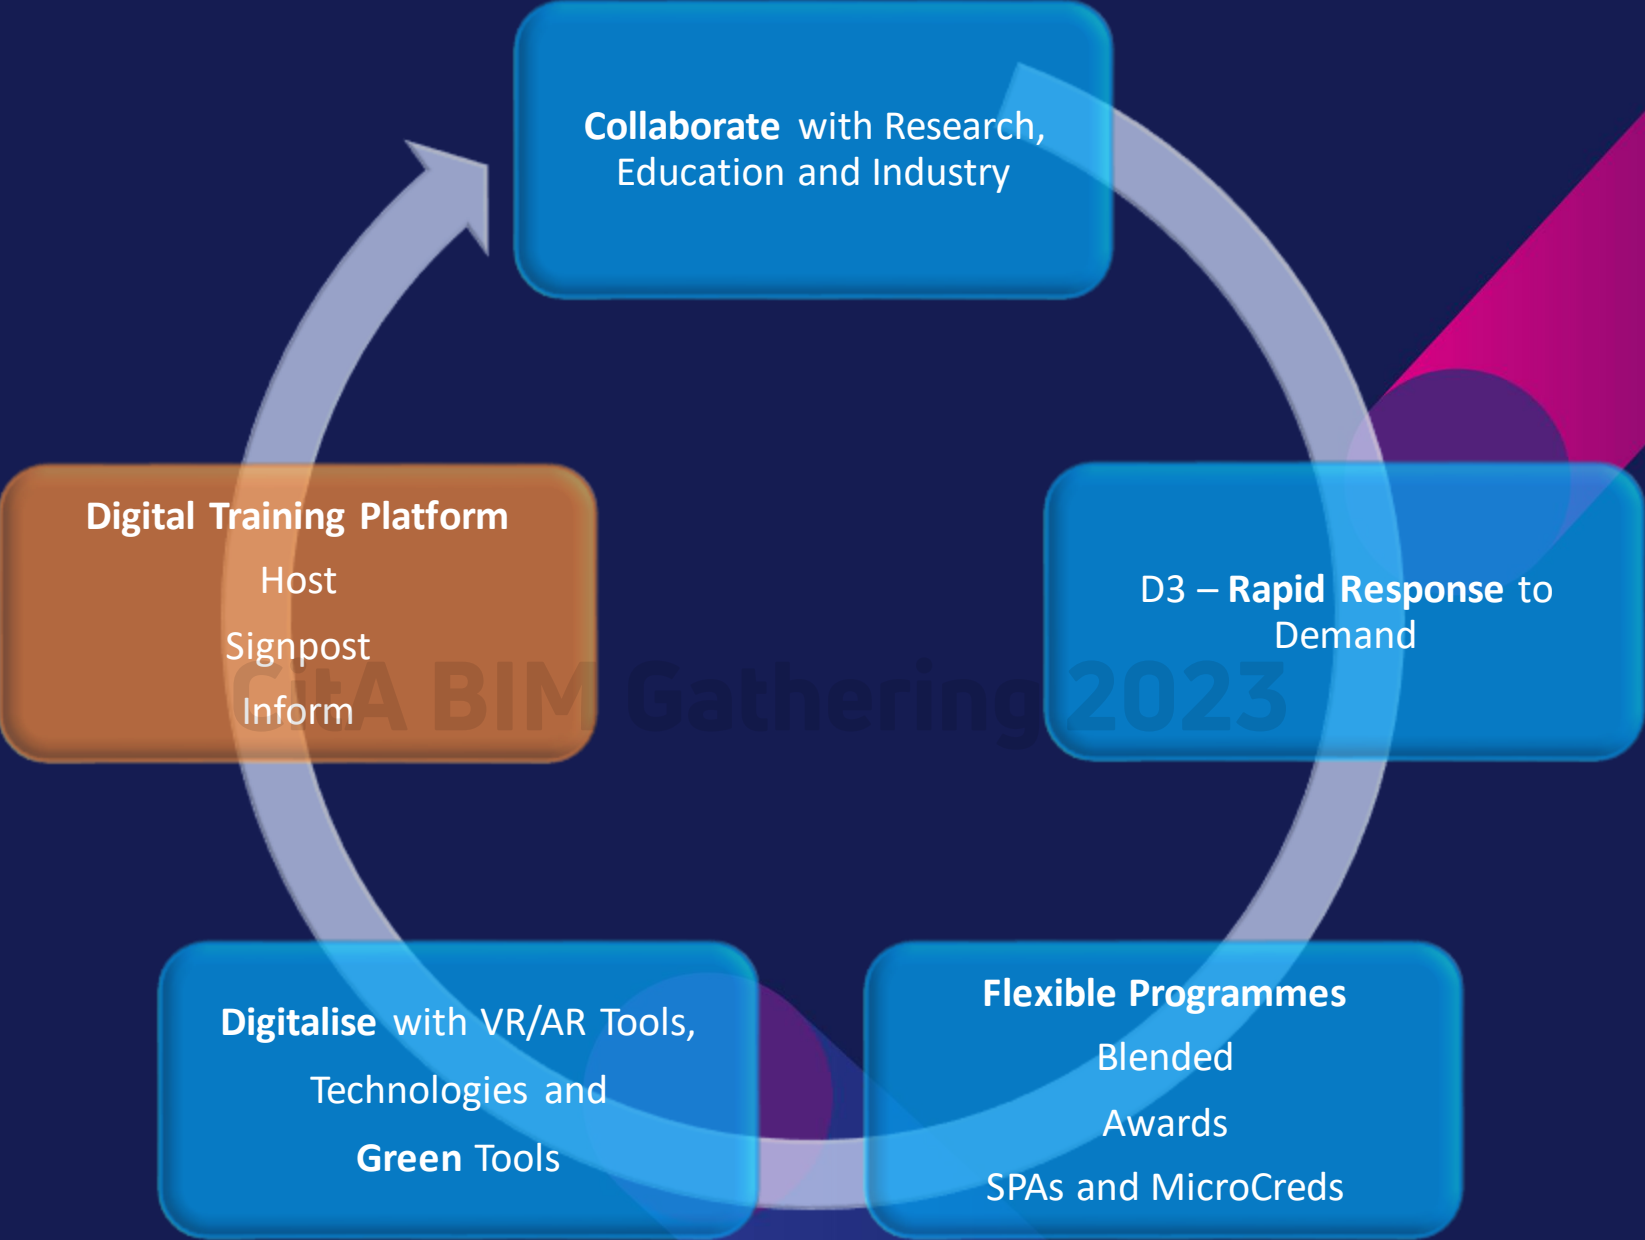 Collaborate with Research,
Education and Industry
D3 – Rapid Response to
Demand
Flexible Programmes
Blended
Awards
SPAs and MicroCreds
Digitalise with VR/AR Tools,
Technologies and
Green Tools
Digital Training Platform
Host
Signpost
Inform
CitA BIM Gathering 2023